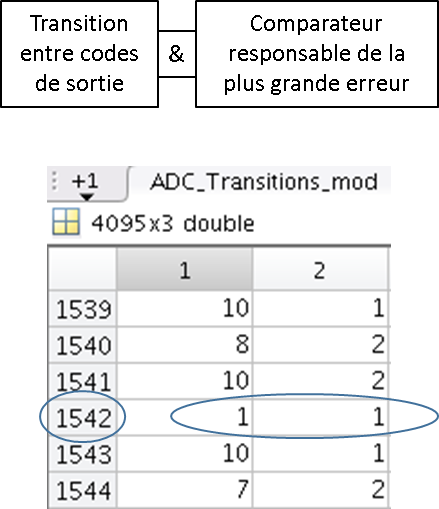 Transition
entre codes
de sortie
&
Comparateur
responsable de la
plus grande erreur
+1 ADC_Transitions_mod
4095x3 double
1 2
1539 10 1
1540 8 2
1541 10 2
1542 1 1
1543 10 1
1544 7 2